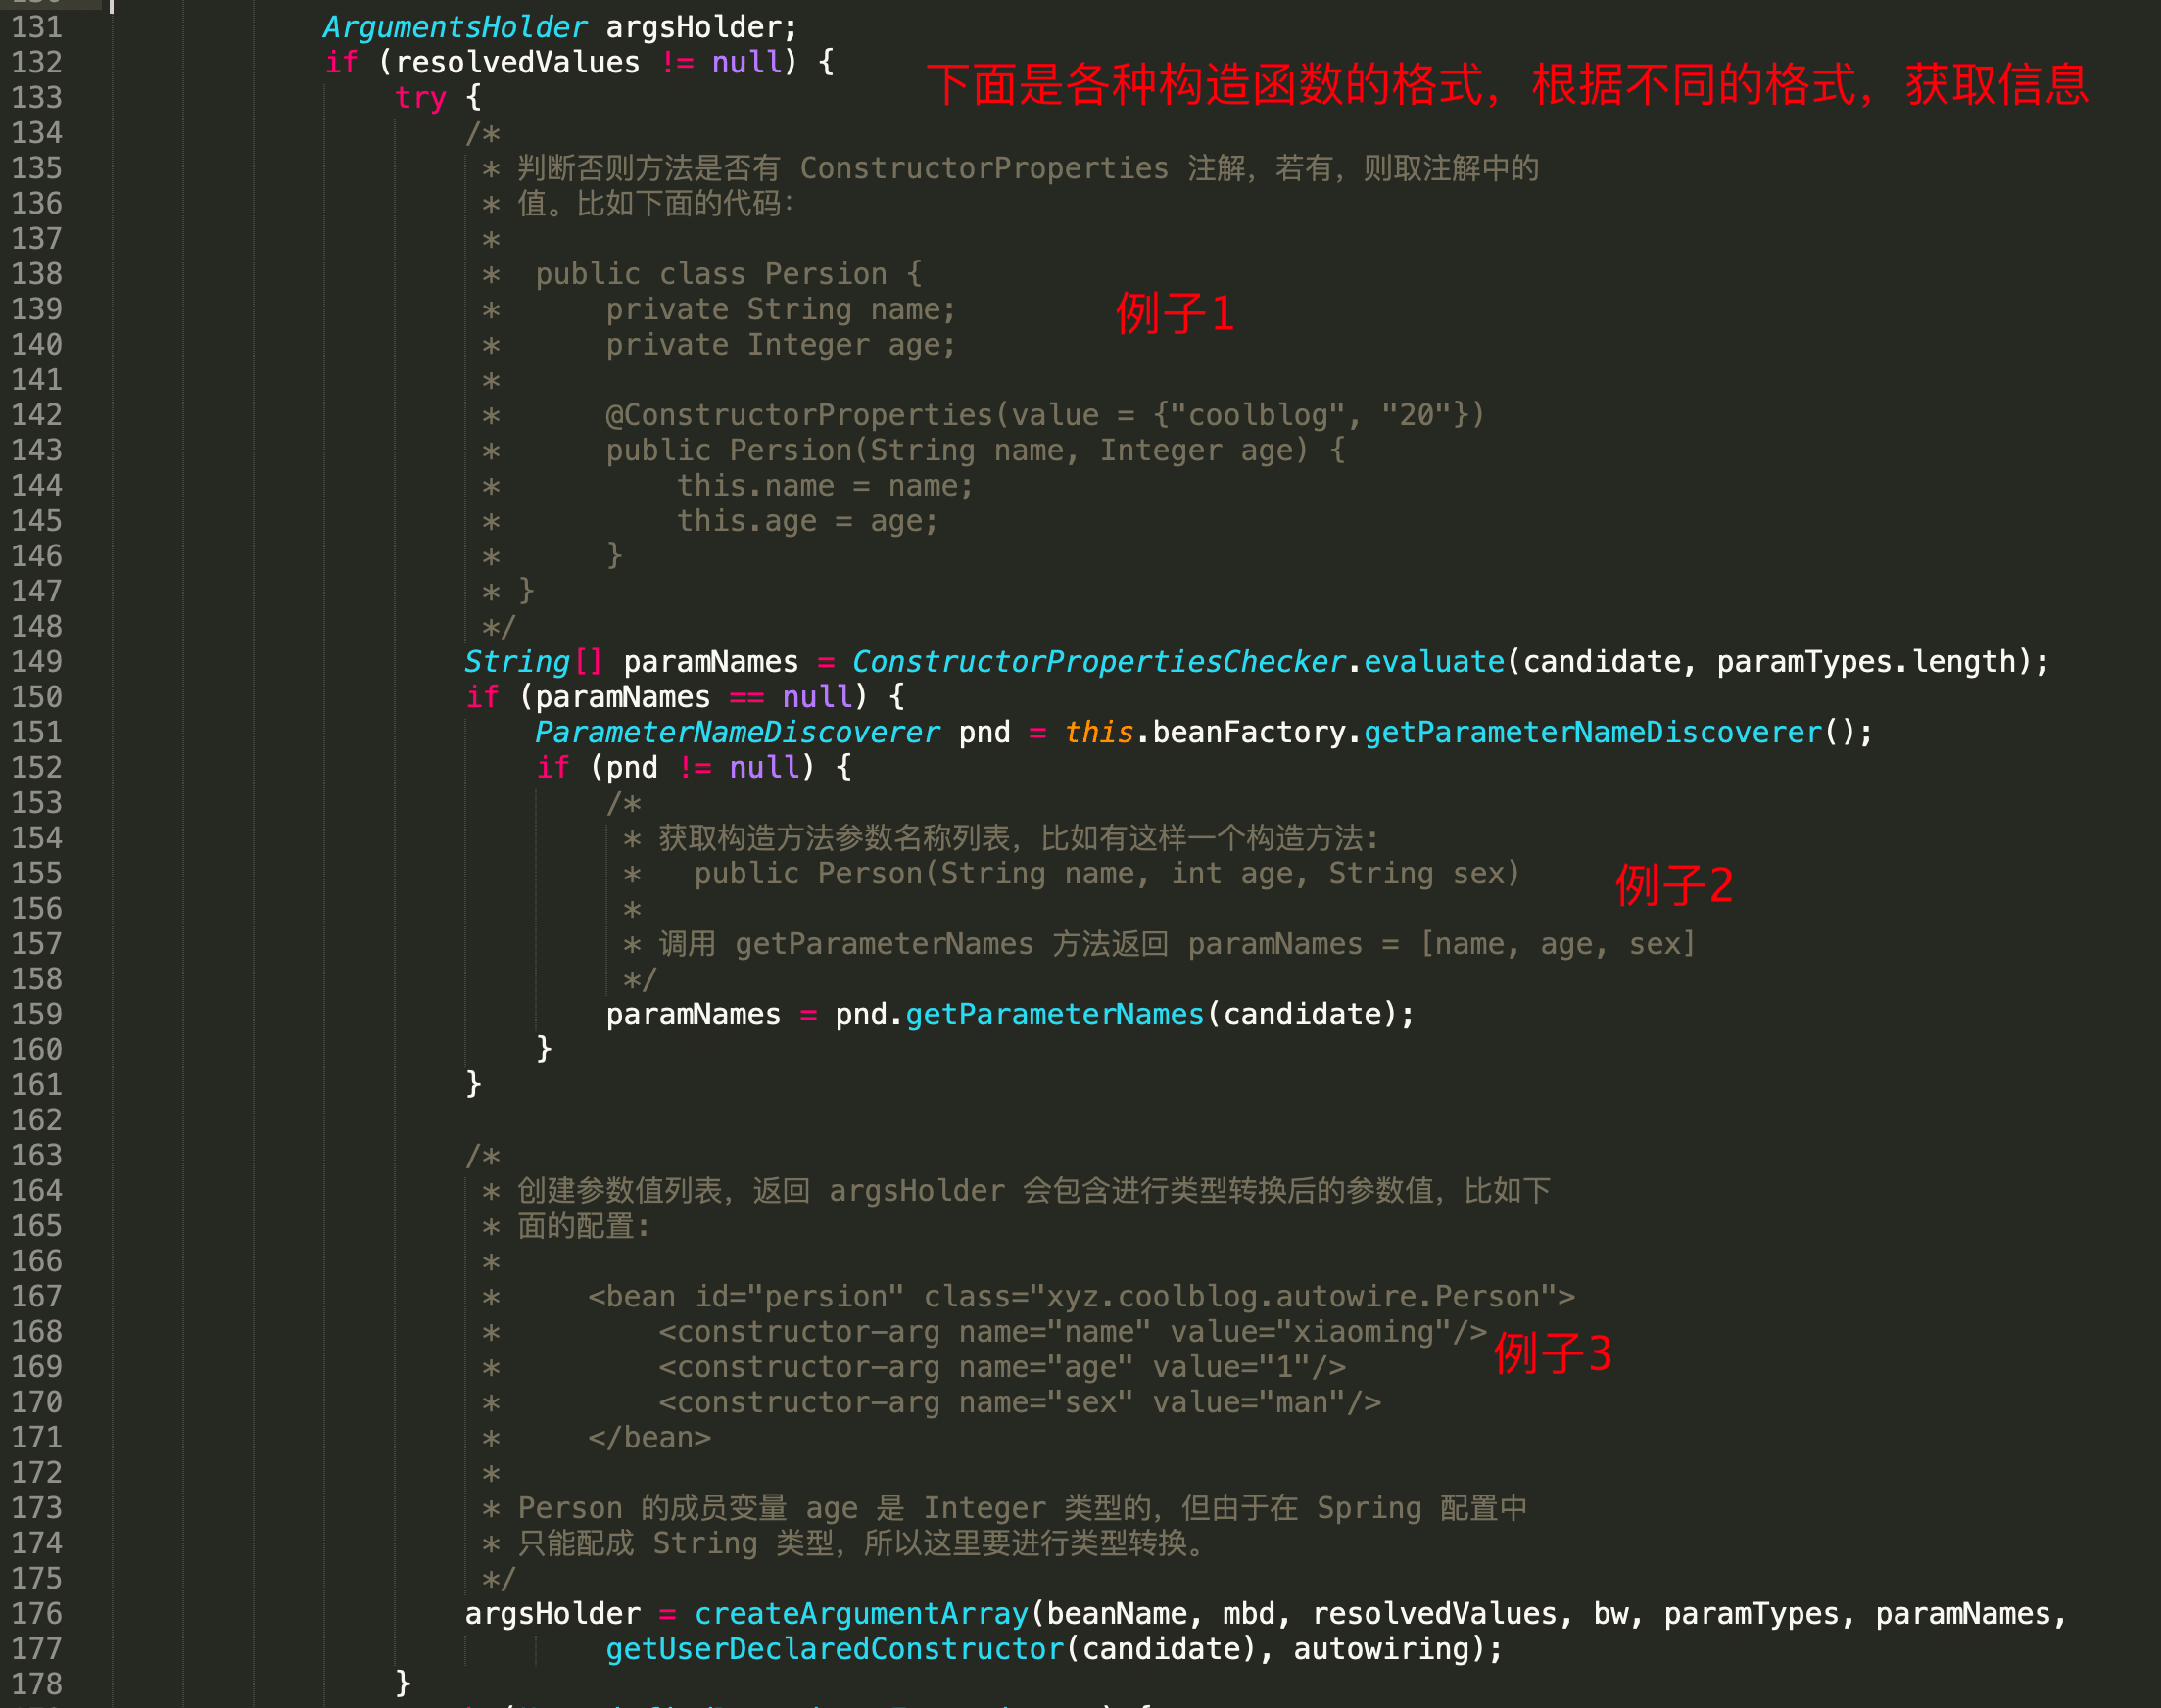 131 ArgumentsHolder argsHolder;
132 if (resolvedValues != null) {
下面是各种构造函数的格式，根据不同的格式，获取信息
133 try {
134 /*
135 * 判断否则方法是否有 ConstructorProperties 注解，若有，则取注解中的
136 * 值。比如下面的代码：
137 *
138 * public class Persion {
139 * private String name;
例子1
140 * private Integer age;
141 *
142 * @ConstructorProperties(value = {"coolblog", "20"})
143 * public Persion(String name, Integer age) {
144 * this.name = name;
145 * this.age = age;
146 * }
147 * }
148 */
149 String[] paramNames = ConstructorPropertiesChecker.evaluate(candidate, paramTypes.length);
150 if (paramNames == null) {
151 ParameterNameDiscoverer pnd = this.beanFactory.getParameterNameDiscoverer();
152 if (pnd != null) {
153 /*
154 * 获取构造方法参数名称列表，比如有这样一个构造方法:
155 * public Person(String name, int age, String sex)
例子2
156 *
157 * 调用 getParameterNames 方法返回 paramNames = [name, age, sex]
158 */
159 paramNames = pnd.getParameterNames(candidate);
160 }
161 }
162
163 /*
164 * 创建参数值列表，返回 argsHolder 会包含进行类型转换后的参数值，比如下
165 * 面的配置:
166 *
167 * <bean id="persion" class="xyz.coolblog.autowire.Person">
168 * <constructor-arg name="name" value="xiaoming"/>
例子3
169 * <constructor-arg name="age" value="1"/>
170 * <constructor-arg name="sex" value="man"/>
171 * </bean>
172 *
173 * Person 的成员变量 age 是 Integer 类型的，但由于在 Spring 配置中
174 * 只能配成 String 类型，所以这里要进行类型转换。
175 */
176 argsHolder = createArgumentArray(beanName, mbd, resolvedValues, bw, paramTypes, paramNames,
177 getUserDeclaredConstructor(candidate), autowiring);
178 }